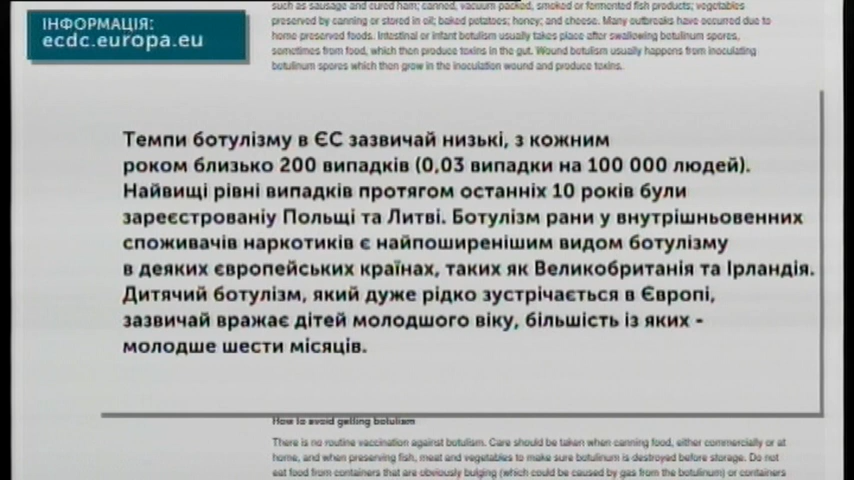 ІНФОРМАЦІЯ:
ecdc.europa.eu
such as sausage and cured ham; canned, vacuum packed, smoked or fermented fish products; vegetables
preserved by canning or stored in oil; baked potatoes; honey; and cheese. Many outbreaks have occurred due to
home preserved foods. Intestinal or infant botulism usually takes place after swallowing botulinum spores,
sometimes from food, which then produce toxins in the gut. Wound botulism usually happens from inoculating
botulinum spores which then grow in the inoculation wound and produce toxins.
Темпи ботулізму в ЄС зазвичай низькі, з кожним
роком близько 200 випадків (0,03 випадки на 100 000 людей).
Найвищі рівні випадків протягом останніх 10 років були
зареєстрованіу Польщі та Литві. Ботулізм рани у внутрішньовенних
споживачів наркотиків є найпоширенішим видом ботулізму
в деяких європейських країнах, таких як Великобританія та Ірландія.
Дитячий ботулізм, який дуже рідко зустрічається в Європі,
зазвичай вражає дітей молодшого віку, більшість із яких -
молодше шести місяців.
How to avoid getting botulism
There is no routine vaccination against botulism. Care should be taken when canning food, either commercially or at
home, and when preserving fish, meat and vegetables to make sure botulinum is destroyed before storage. Do not
eat food from containers that are obviously bulging (which could be caused by gas from the botulinum) or containers